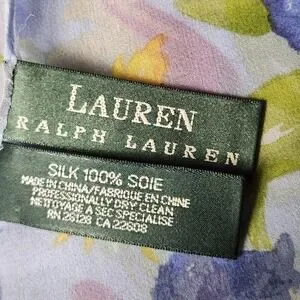 LAUREN
RALPH LAUREN
SILK 100% SOIE
MADE IN CHINA/FABRIQUE EN CHINE
PROFESSIONALLY DRY CLEAN
NETTOYAGE A SEC SPECIALISE
RN 26128 CA 22608